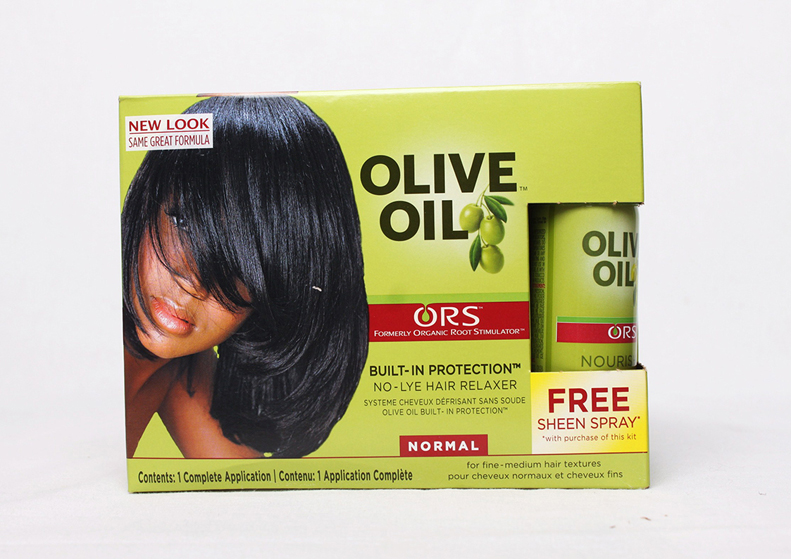 NEW LOOK
SAME GREAT FORMULA
OLIVE™
OIL
ORS™
FORMERLY ORGANIC ROOT STIMULATOR™
BUILT-IN PROTECTION™
NO-LYE HAIR RELAXER
SYSTEME CHEVEUX DÉFRISANT SANS SOUDE
OLIVE OIL BUILT-IN PROTECTION™
NORMAL
for fine-medium hair textures
pour cheveux normaux et cheveux fins
Contents: 1 Complete Application | Contenu: 1 Application Complète
OLIV
OIL
ORS
NOURIS
FREE
SHEEN SPRAY*
*with purchase of this kit